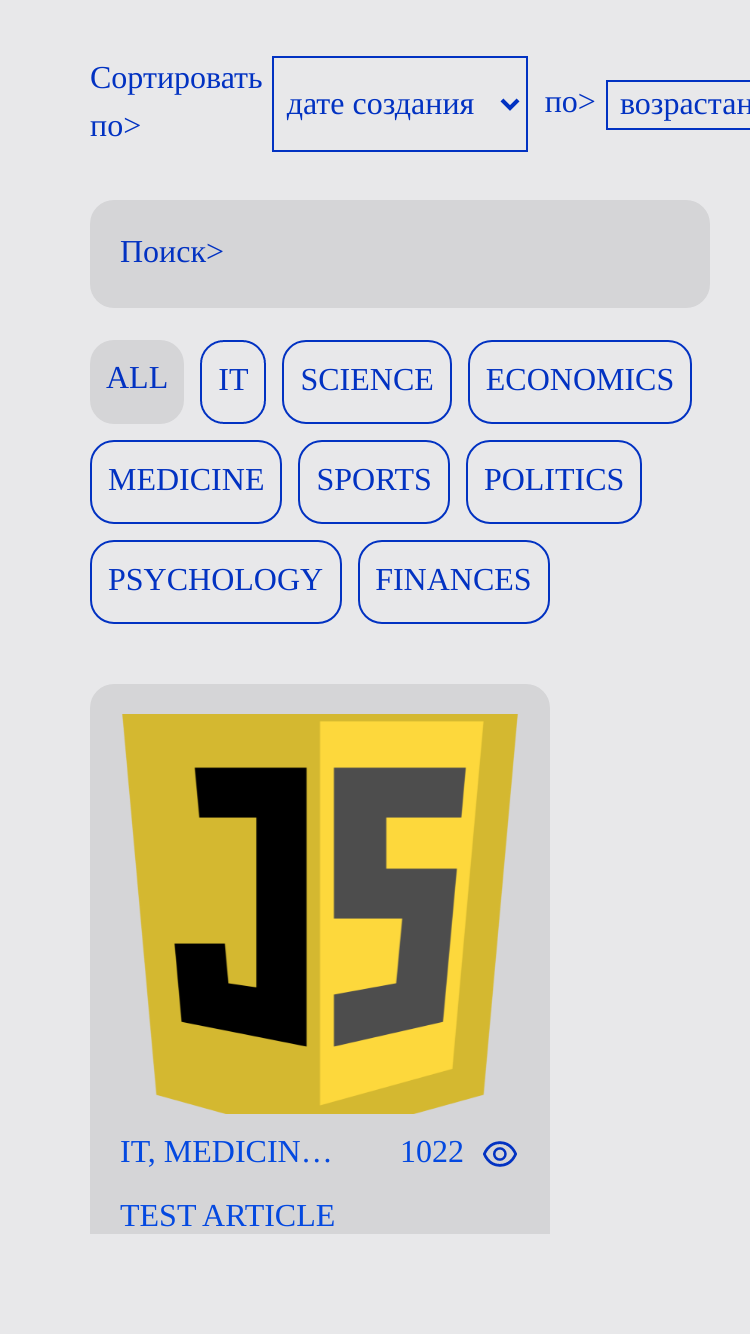 Сортировать по> дате создания по> возрастан
Поиск>
ALL IT SCIENCE ECONOMICS
MEDICINE SPORTS POLITICS
PSYCHOLOGY FINANCES
JS
IT, MEDICIN… 1022
TEST ARTICLE